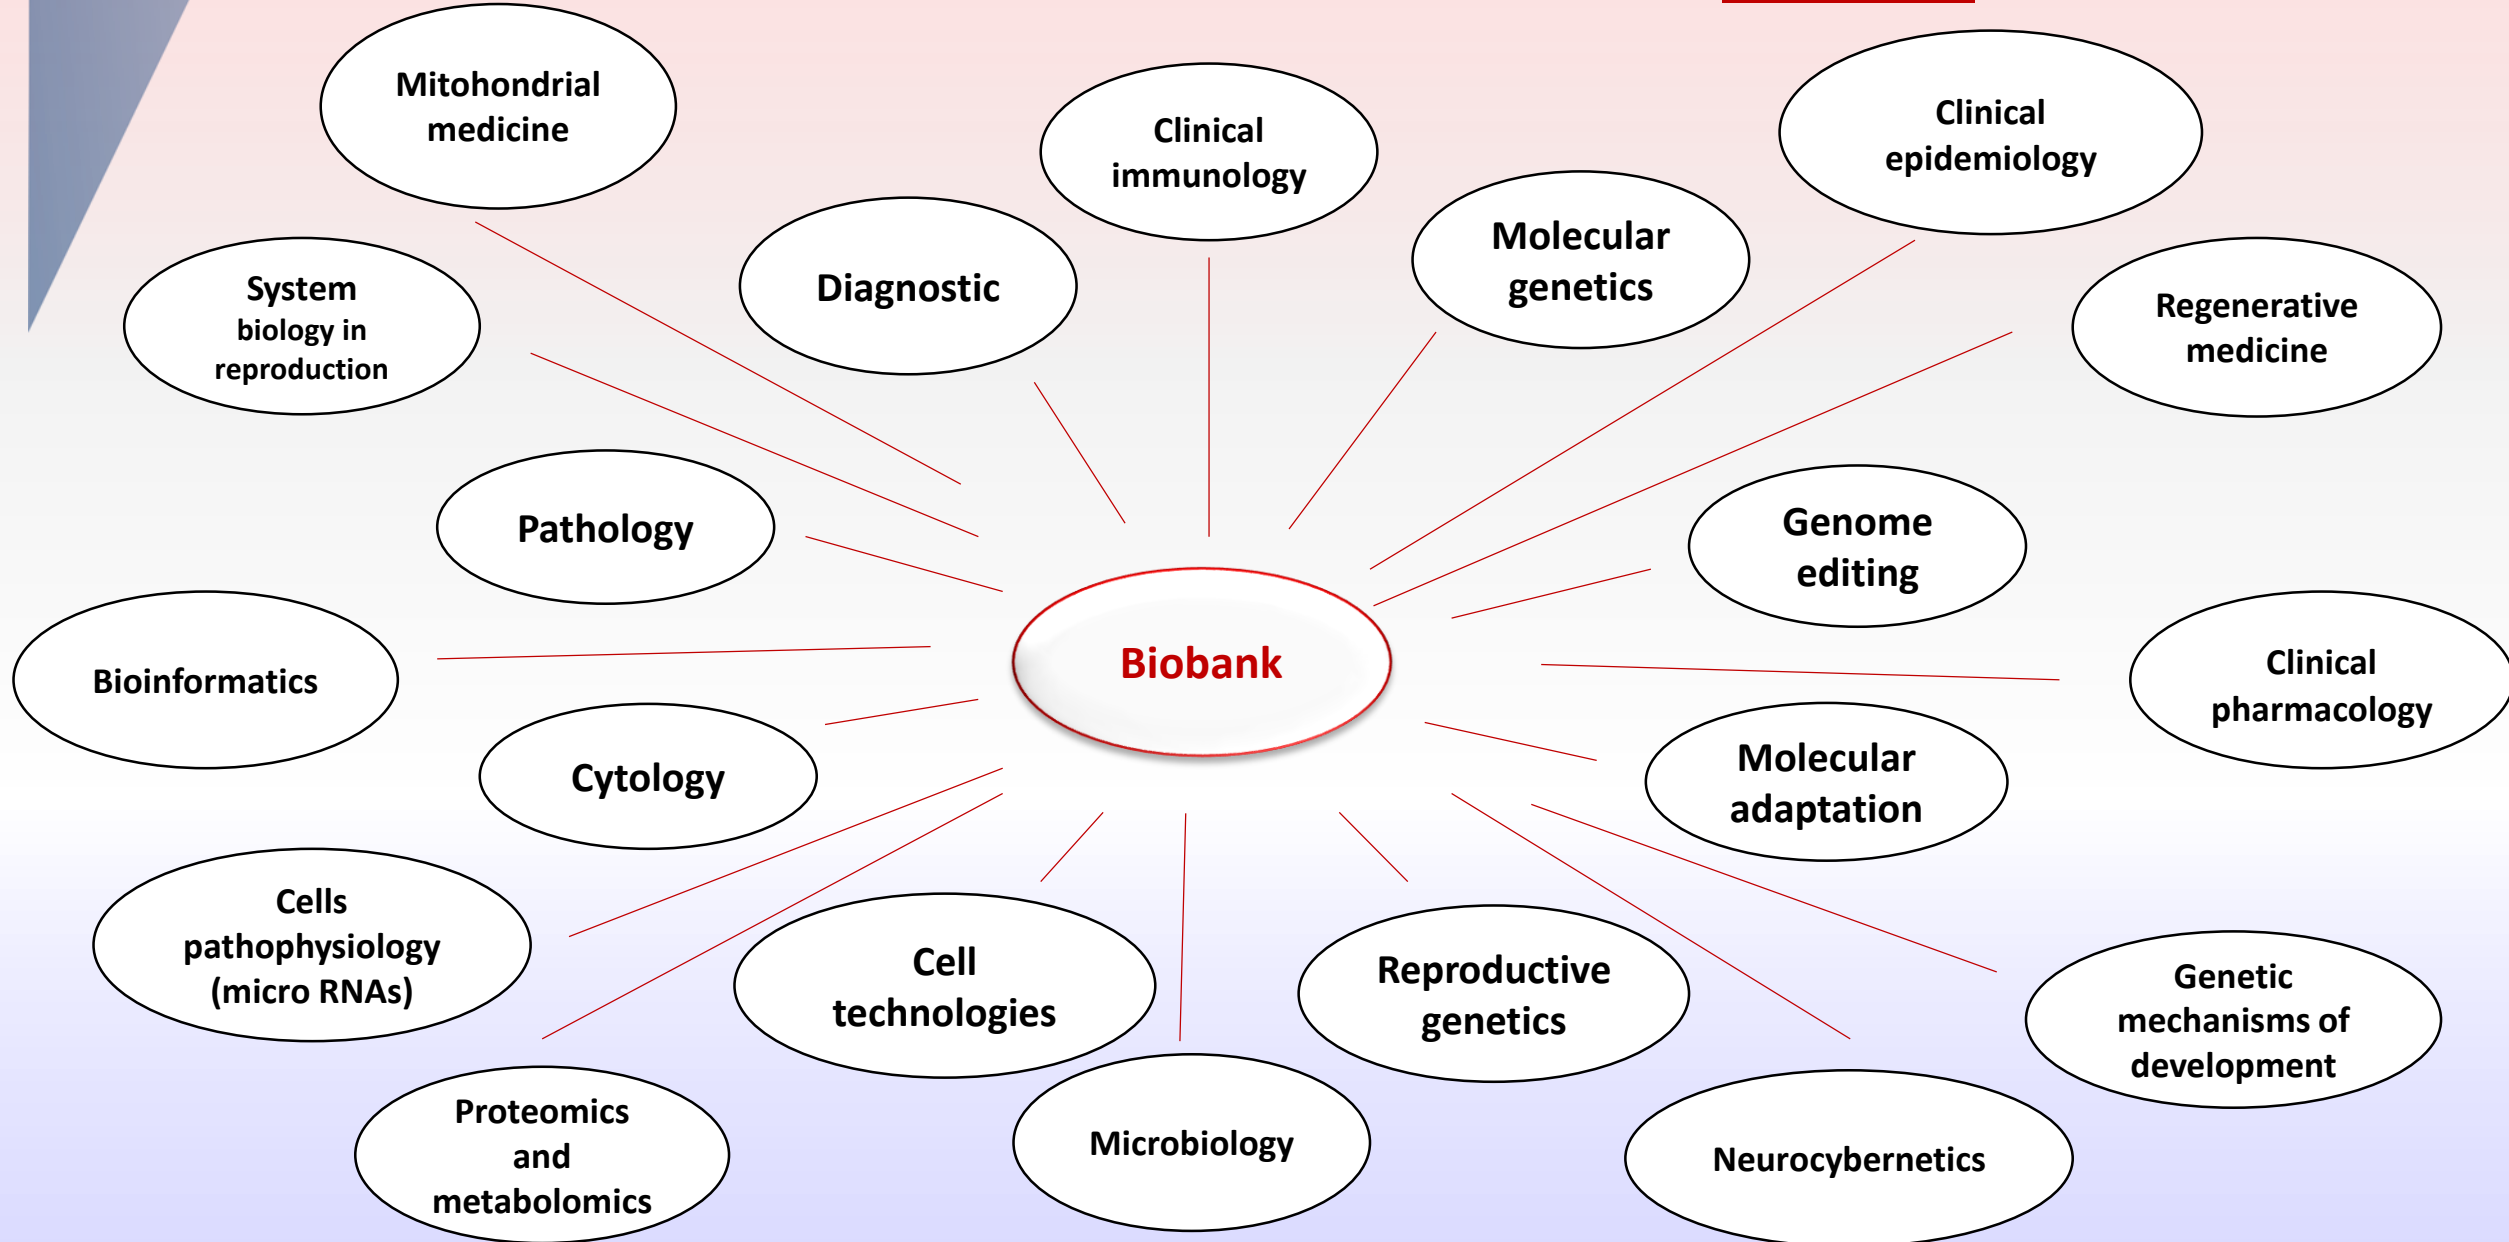 Mitohondrial
medicine
Clinical
immunology
Clinical
epidemiology
System
biology in
reproduction
Diagnostic
Molecular
genetics
Regenerative
medicine
Pathology
Genome
editing
Bioinformatics
Biobank
Clinical
pharmacology
Cytology
Molecular
adaptation
Cells
pathophysiology
(micro RNAs)
Cell
technologies
Reproductive
genetics
Genetic
mechanisms of
development
Proteomics
and
metabolomics
Microbiology
Neurocybernetics